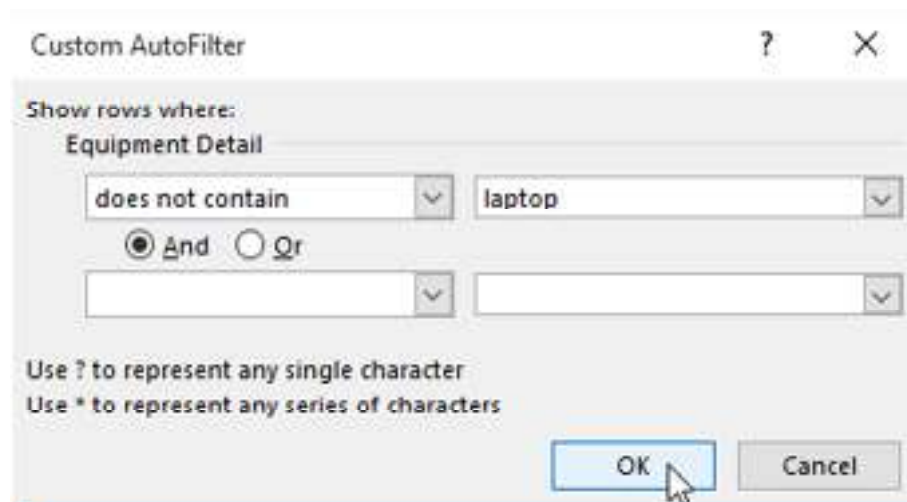 Custom AutoFilter ?
Show rows where:
Equipment Detail
does not contain laptop
And Or
Use ? to represent any single character
Use * to represent any series of characters
OK Cancel